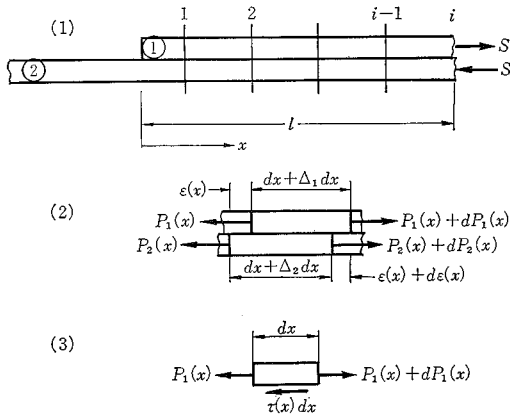 (1)
1 2 i−1 i
① S
② S
l
x
(2)
ε(x) dx+Δ₁dx
P₁(x) P₁(x)+dP₁(x)
P₂(x) P₂(x)+dP₂(x)
dx+Δ₂dx
ε(x)+dε(x)
(3)
dx
P₁(x) P₁(x)+dP₁(x)
τ(x)dx